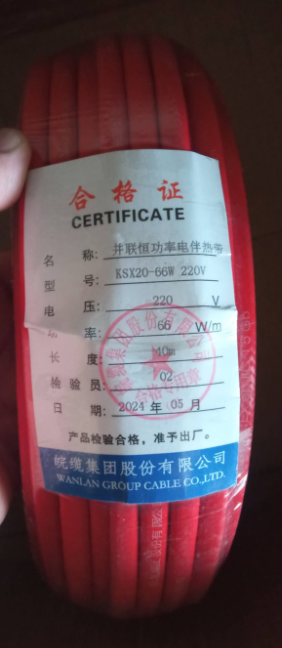 合格证
CERTIFICATE
名 称: 并联恒功率电伴热带
型 号: KSX20-66W 220V
电 压: 220 V
功 率: 66 W/m
长 度: 40m
检 验 员: 02
日 期: 2024 年 05 月
产品检验合格，准予出厂。
皖缆集团股份有限公司
WANLAN GROUP CABLE CO.,LTD.